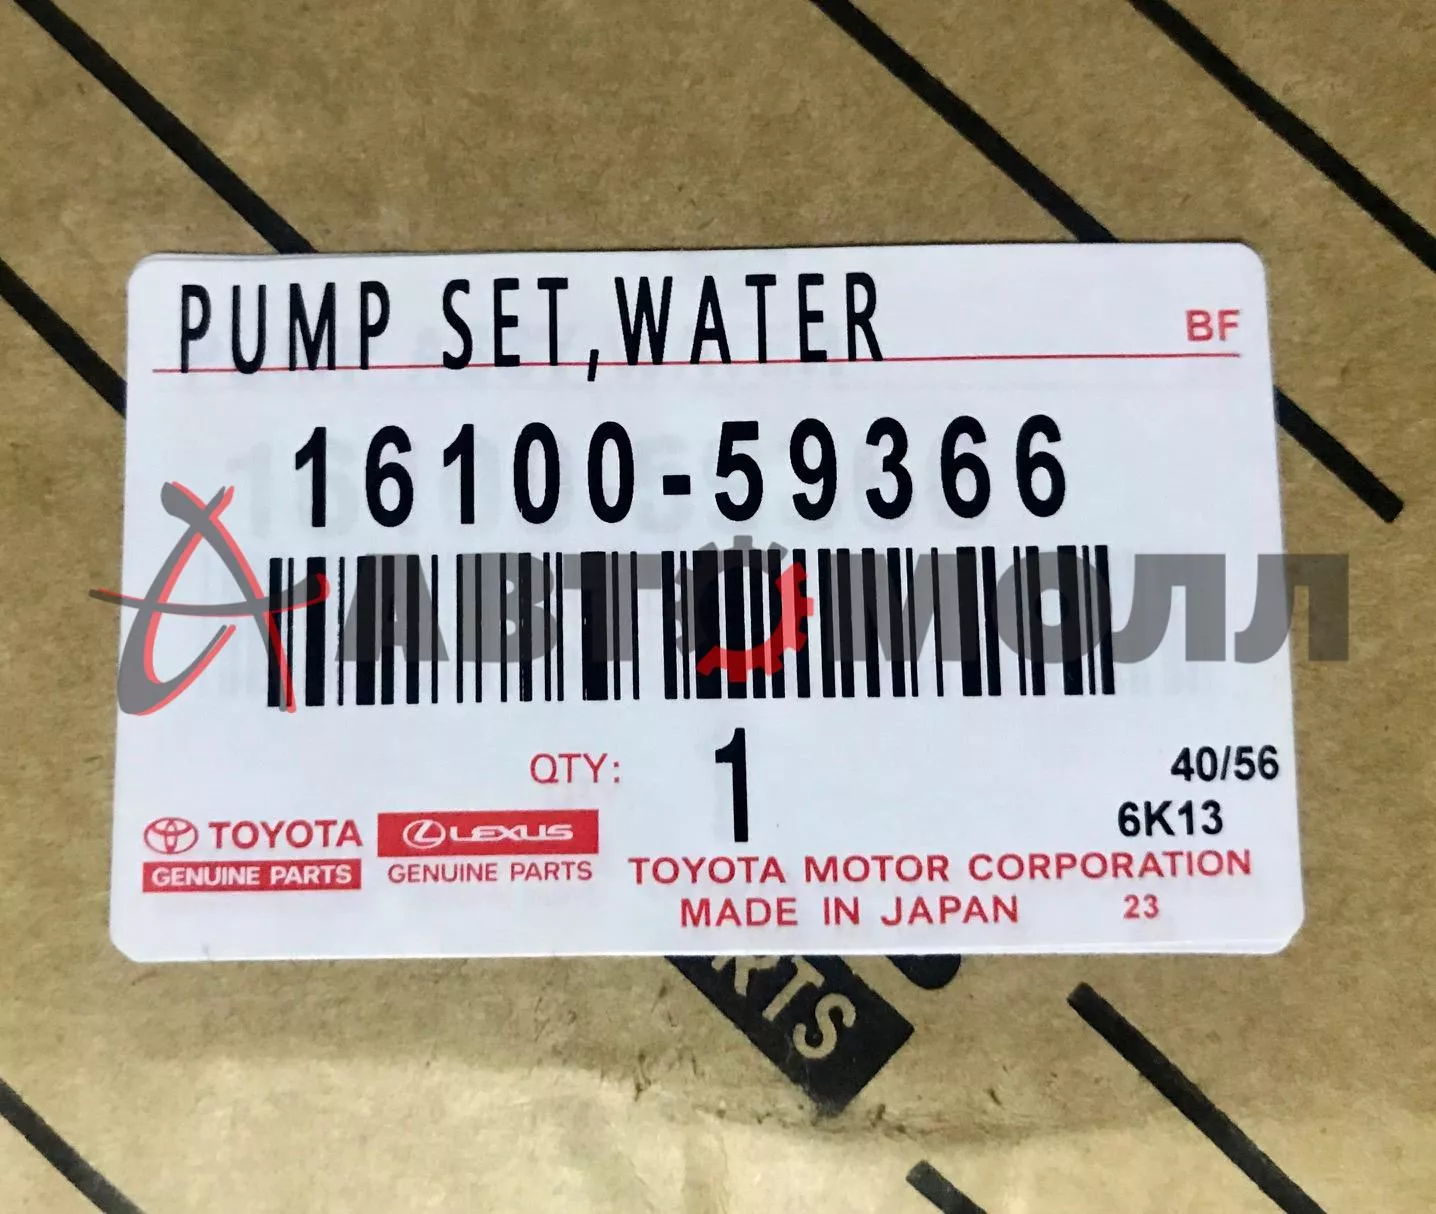 PUMP SET,WATER
BF
16100-59366
АВТОМОЛЛ
QTY: 1
40/56
6K13
TOYOTA
GENUINE PARTS
LEXUS
GENUINE PARTS
TOYOTA MOTOR CORPORATION
MADE IN JAPAN 23
RTS